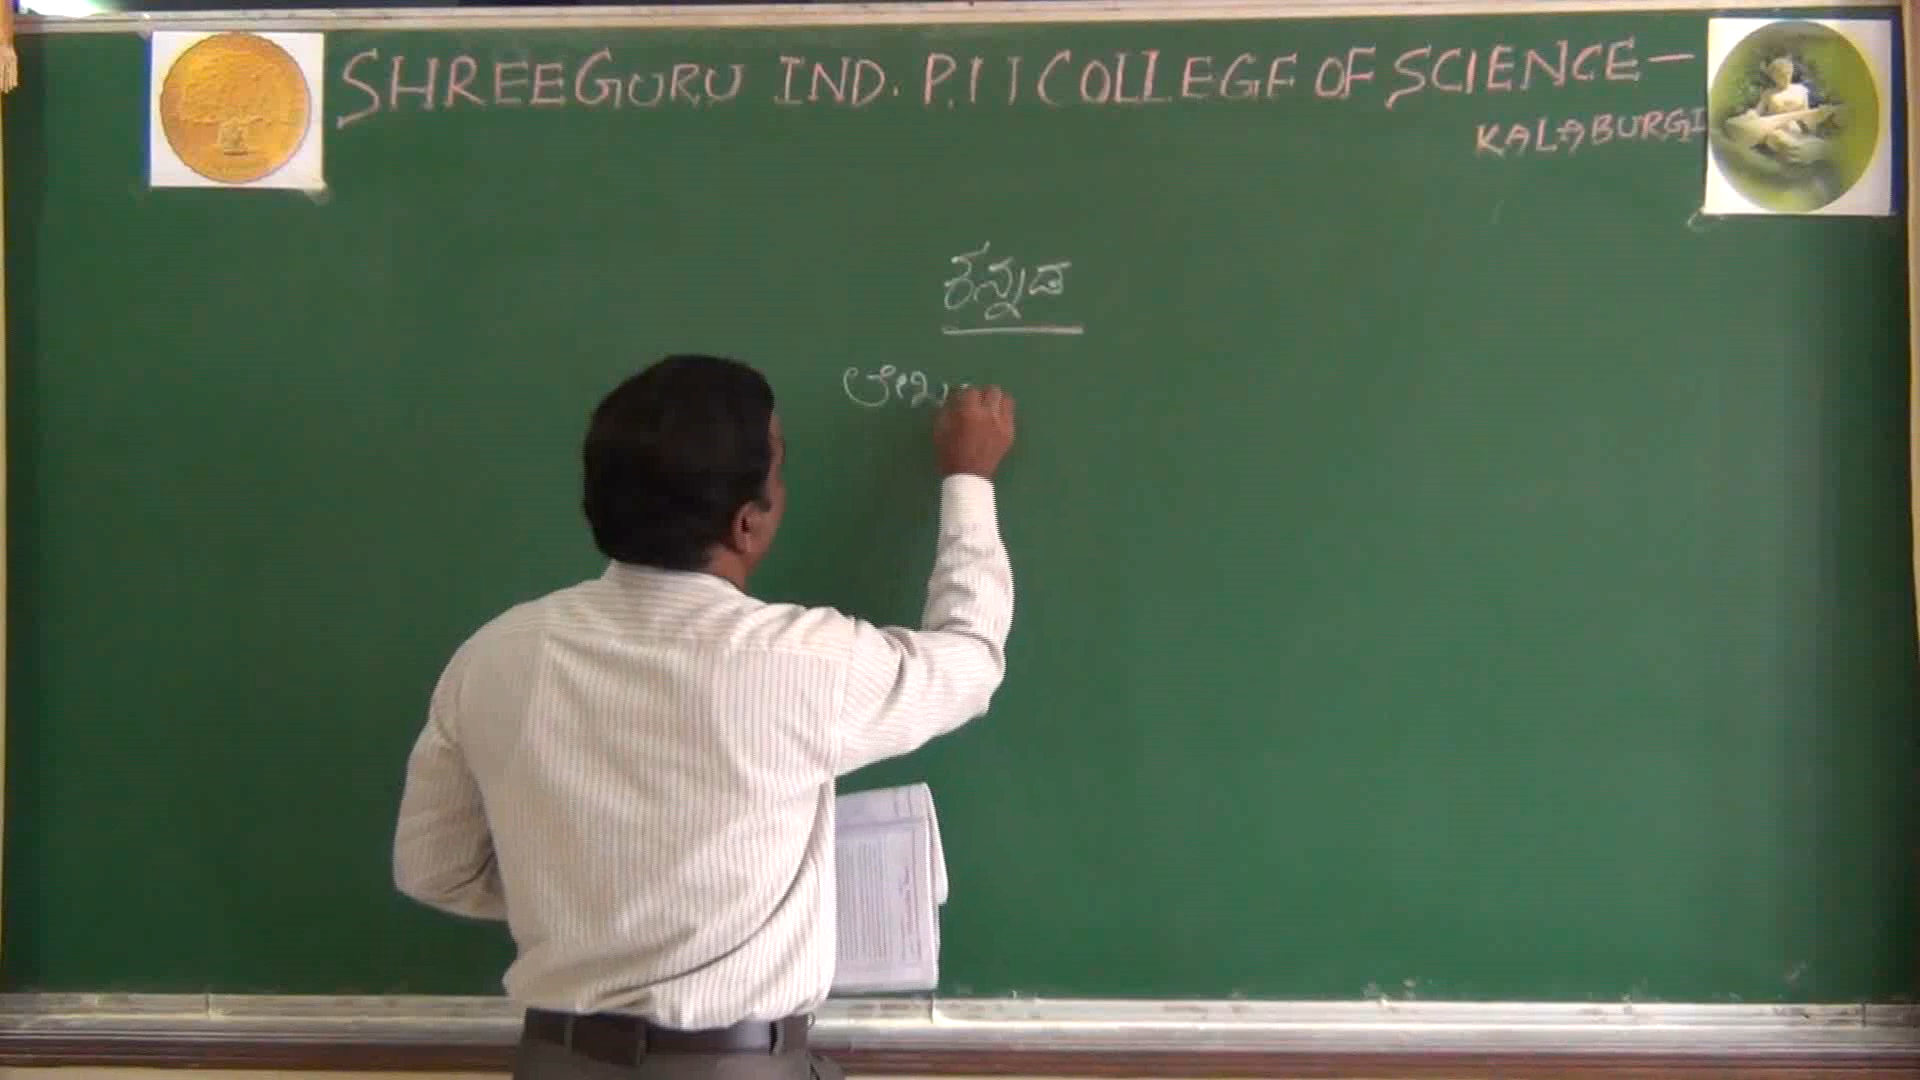 SHREEGURU IND. P.U COLLEGE OF SCIENCE-
KALABURGI
ಕನ್ನಡ
ಲೇಖ